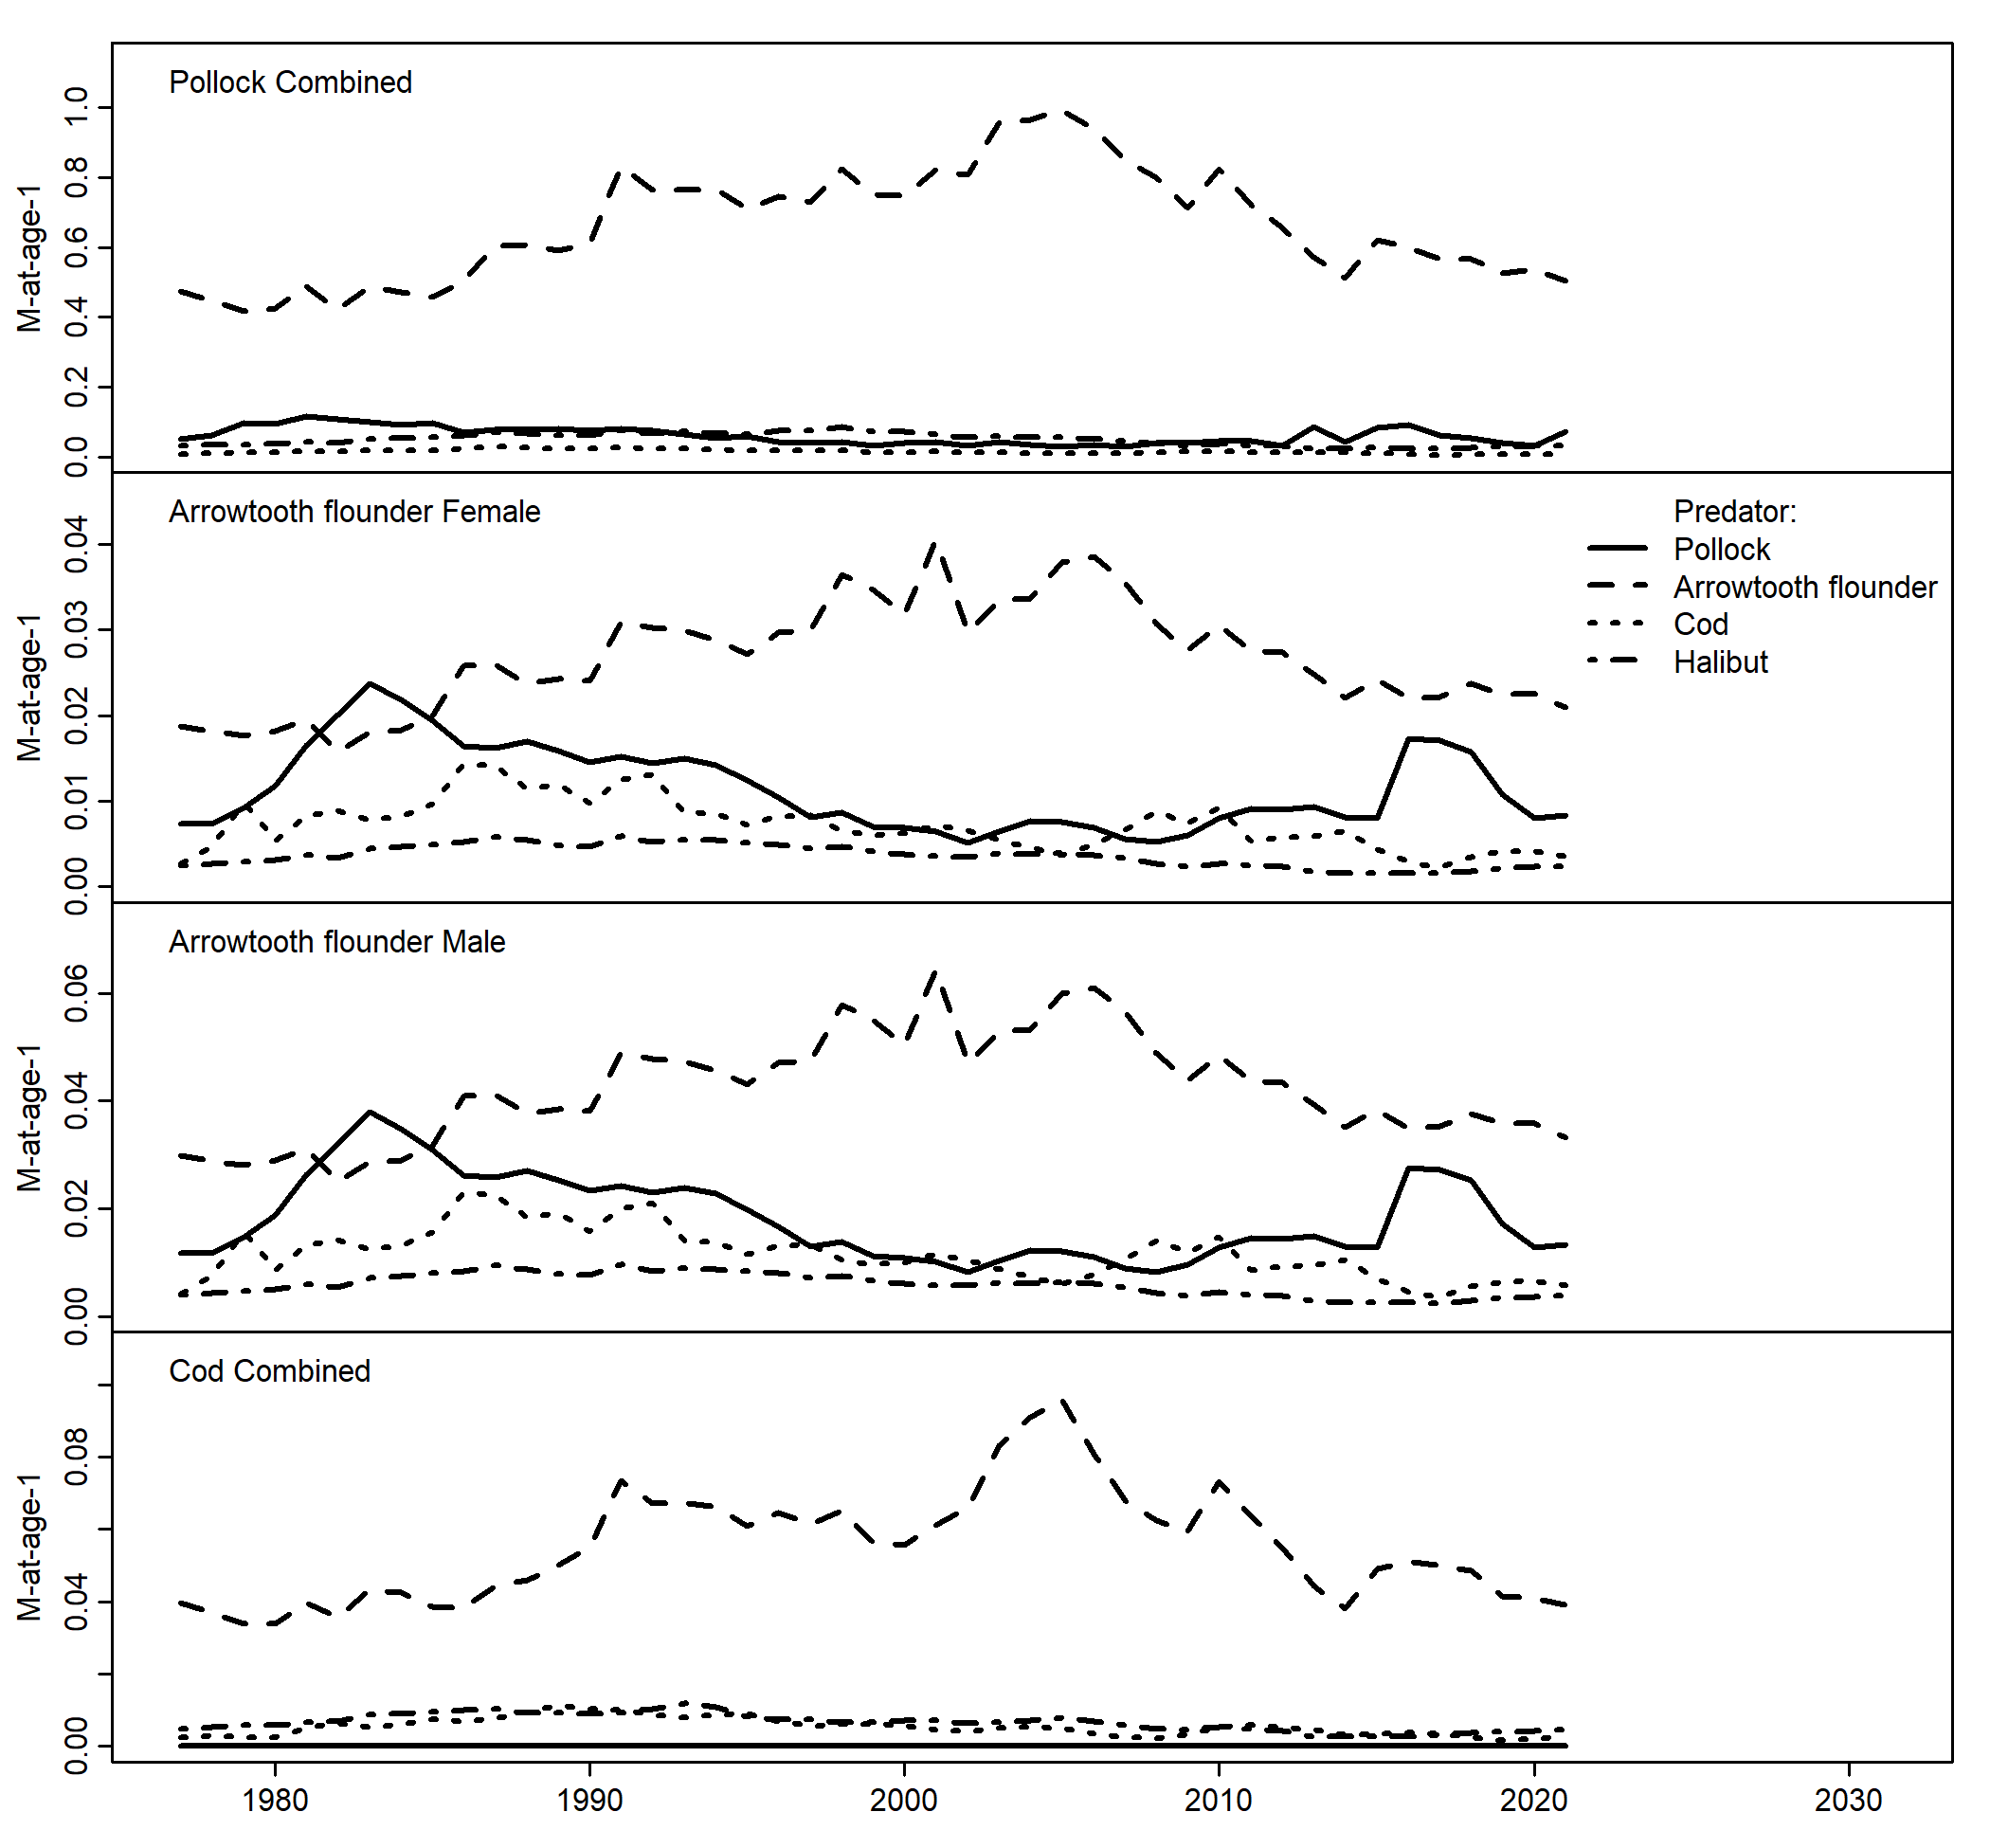 Pollock Combined
M-at-age-1
1.0
0.8
0.6
0.4
0.2
0.0
Arrowtooth flounder Female
M-at-age-1
0.04
0.03
0.02
0.01
0.00
Predator:
Pollock
Arrowtooth flounder
Cod
Halibut
Arrowtooth flounder Male
M-at-age-1
0.06
0.04
0.02
0.00
Cod Combined
M-at-age-1
0.08
0.04
0.00
1980 1990 2000 2010 2020 2030